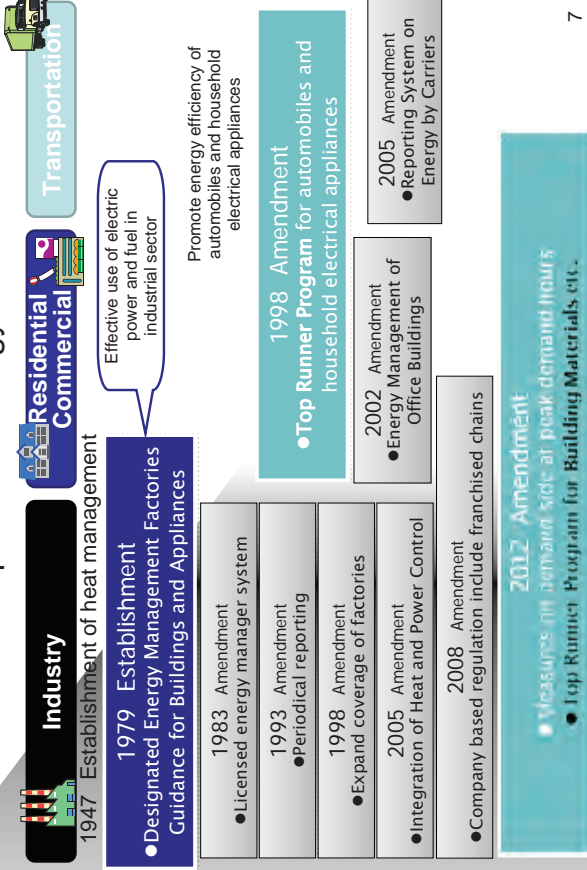 Industry
Residential
Commercial
Transportation
1947 Establishment of heat management
1979 Establishment
●Designated Energy Management Factories
Guidance for Buildings and Appliances
Effective use of electric
power and fuel in
industrial sector
Promote energy efficiency of
automobiles and household
electrical appliances
1983 Amendment
●Licensed energy manager system
1993 Amendment
●Periodical reporting
1998 Amendment
●Expand coverage of factories
2005 Amendment
●Integration of Heat and Power Control
2008 Amendment
●Company based regulation include franchised chains
1998 Amendment
●Top Runner Program for automobiles and
household electrical appliances
2002 Amendment
●Energy Management of
Office Buildings
2005 Amendment
●Reporting System on
Energy by Carriers
2012 Amendment
●Measures on demand side at peak demand hours
●Top Runner Program for Building Materials etc.
7